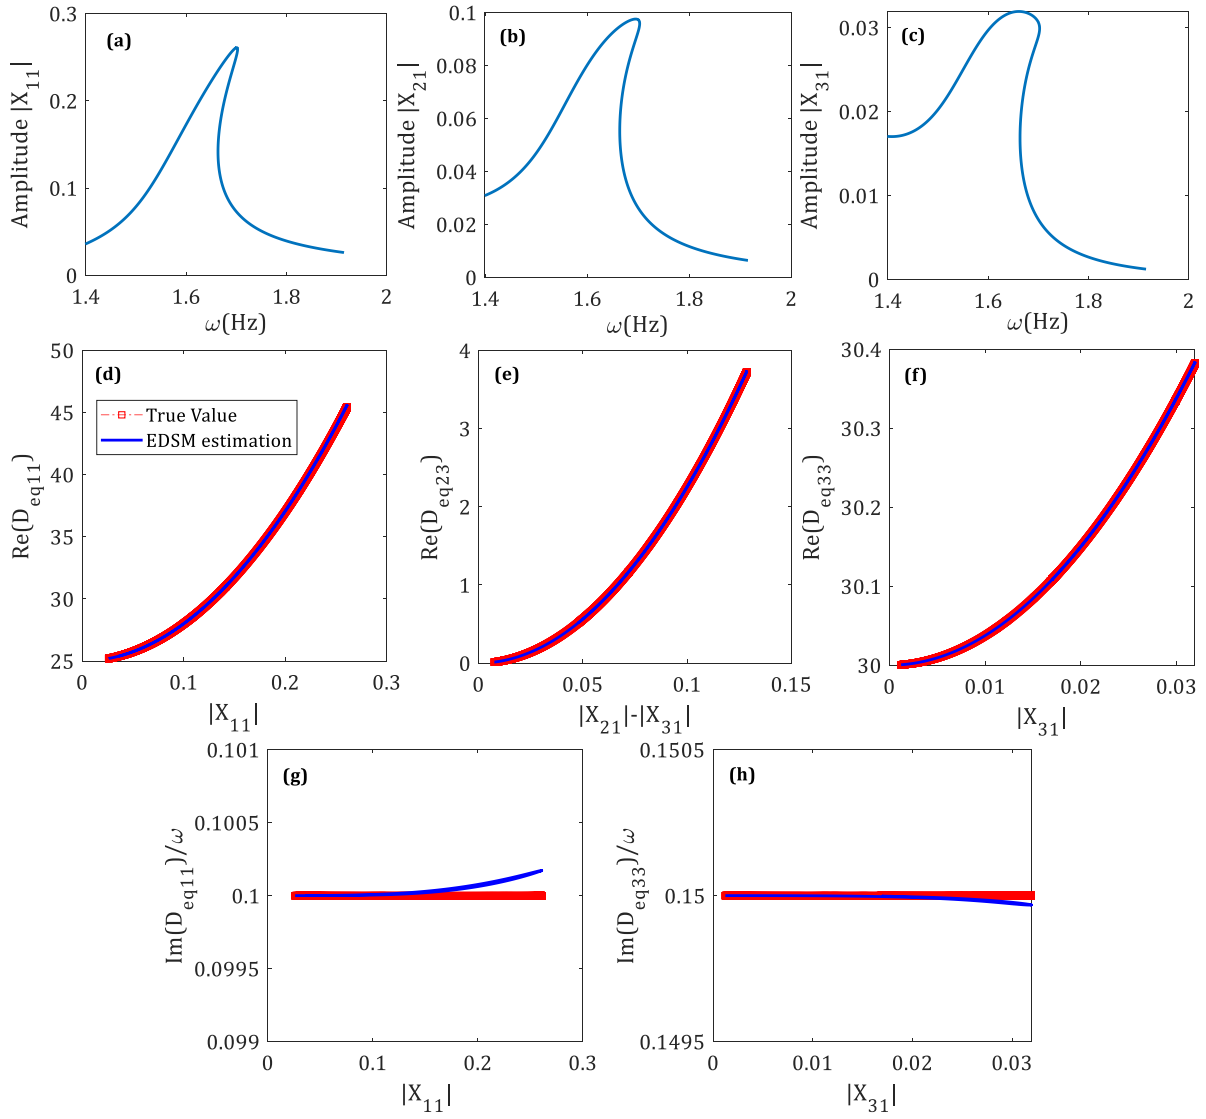 (a)
Amplitude |X11|
0.3
0.2
0.1
0
1.4
1.6
1.8
2
ω(Hz)
(b)
Amplitude |X21|
0.1
0.08
0.06
0.04
0.02
0
1.4
1.6
1.8
2
ω(Hz)
(c)
Amplitude |X31|
0.03
0.02
0.01
0
1.4
1.6
1.8
2
ω(Hz)
(d)
True Value
EDSM estimation
Re(Deq11)
50
45
40
35
30
25
0
0.1
0.2
0.3
|X11|
(e)
Re(Deq23)
4
3
2
1
0
0
0.05
0.1
0.15
|X21|-|X31|
(f)
Re(Deq33)
30.4
30.3
30.2
30.1
30
0
0.01
0.02
0.03
|X31|
(g)
Im(Deq11)/ω
0.101
0.1005
0.1
0.0995
0.099
0
0.1
0.2
0.3
|X11|
(h)
Im(Deq33)/ω
0.1505
0.15
0.1495
0
0.01
0.02
0.03
|X31|